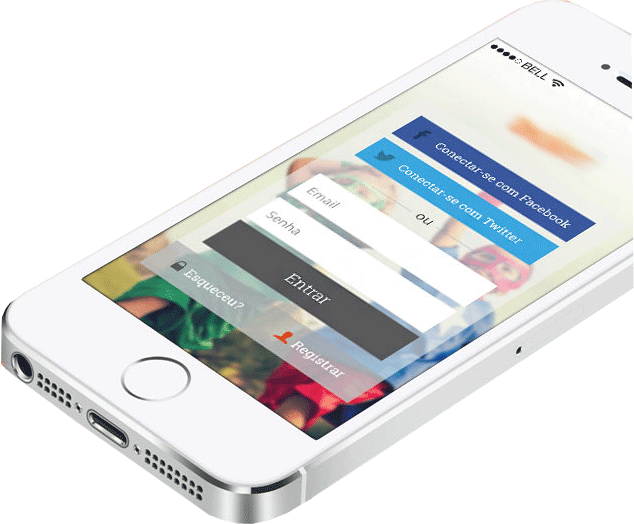 BELL
Conectar-se com Facebook
Conectar-se com Twitter
ou
Email
Senha
Entrar
Esqueceu?
Registrar